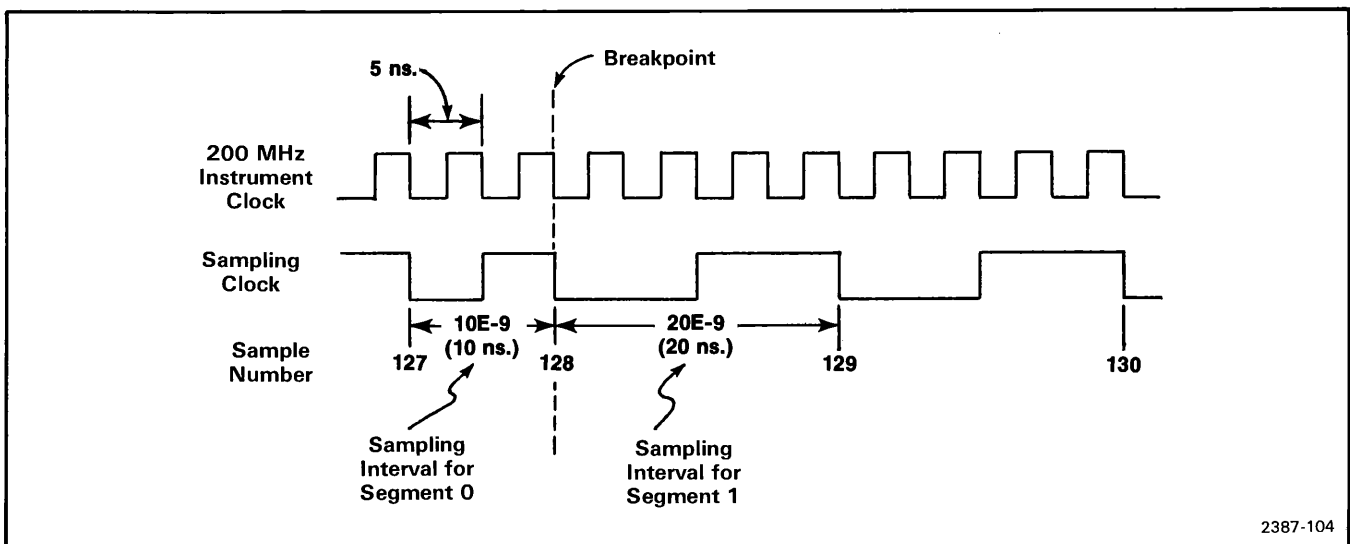 5 ns.
Breakpoint
200 MHz
Instrument
Clock
Sampling
Clock
10E-9
(10 ns.)
20E-9
(20 ns.)
Sample
Number
127
128
129
130
Sampling
Interval for
Segment 0
Sampling
Interval for
Segment 1
2387-104